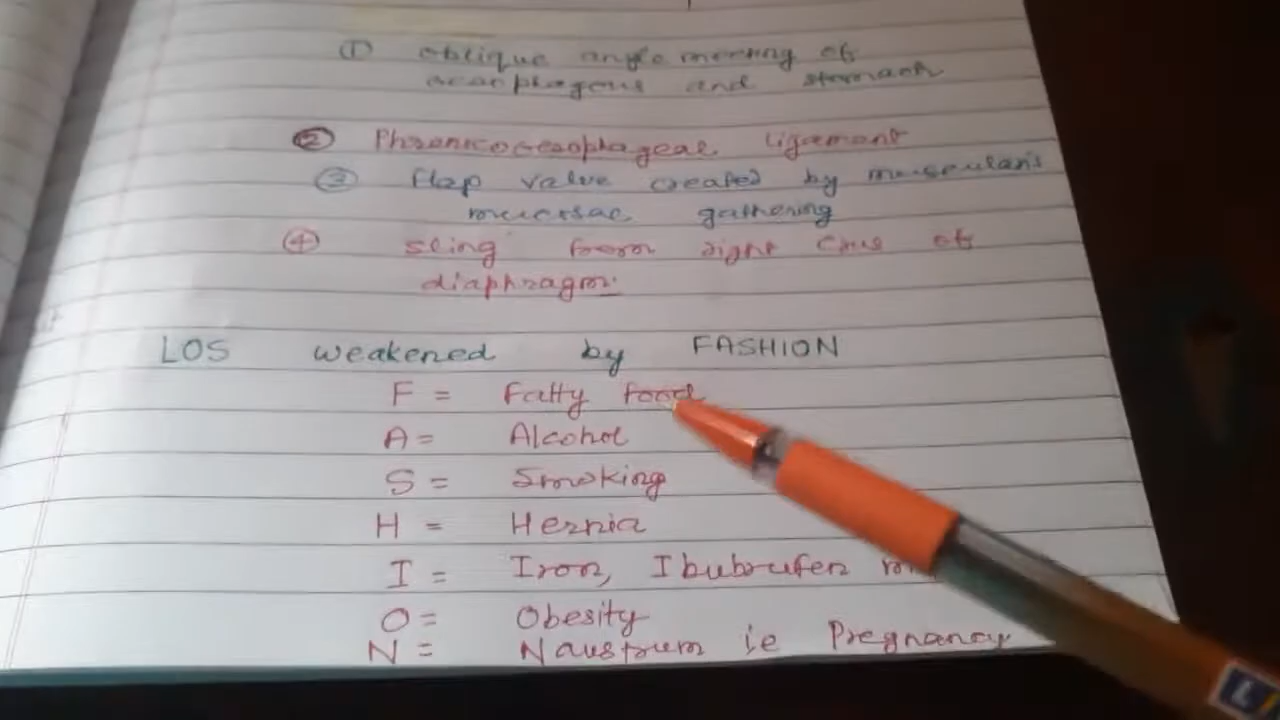 ① oblique angle meeting of
oesophagous and stomach
② Phrenicoesophageal ligament
③ flap valve created by muscularis
mucosae gathering
④ sling from right crus of
diaphragm.
LOS weakened by FASHION
F = Fatty food
A = Alcohol
S = Smoking
H = Hernia
I = Iron, Ibubrufen
O = Obesity
N = ie Pregnancy
L